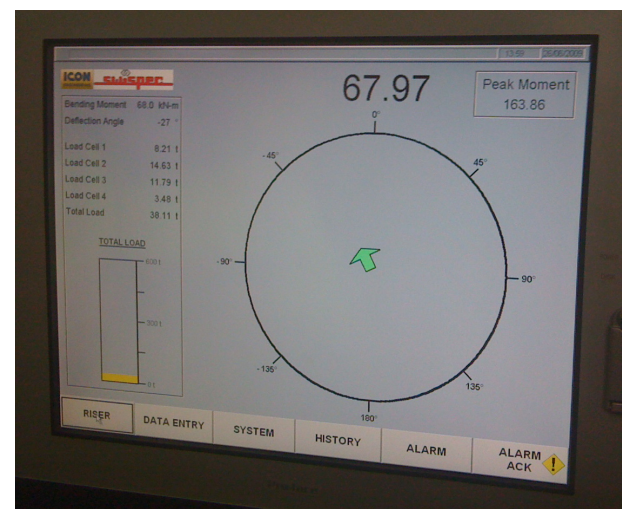 13:59 26/06/2009
ICON
67.97
Peak Moment
163.86
Bending Moment 68.0 kN-m
Deflection Angle -27 °
Load Cell 1 8.21 t
Load Cell 2 14.63 t
Load Cell 3 11.79 t
Load Cell 4 3.48 t
Total Load 38.11 t
TOTAL LOAD
600 t
300 t
0 t
0°
45°
90°
135°
180°
-135°
-90°
-45°
RISER
DATA ENTRY
SYSTEM
HISTORY
ALARM
ALARM
ACK
!